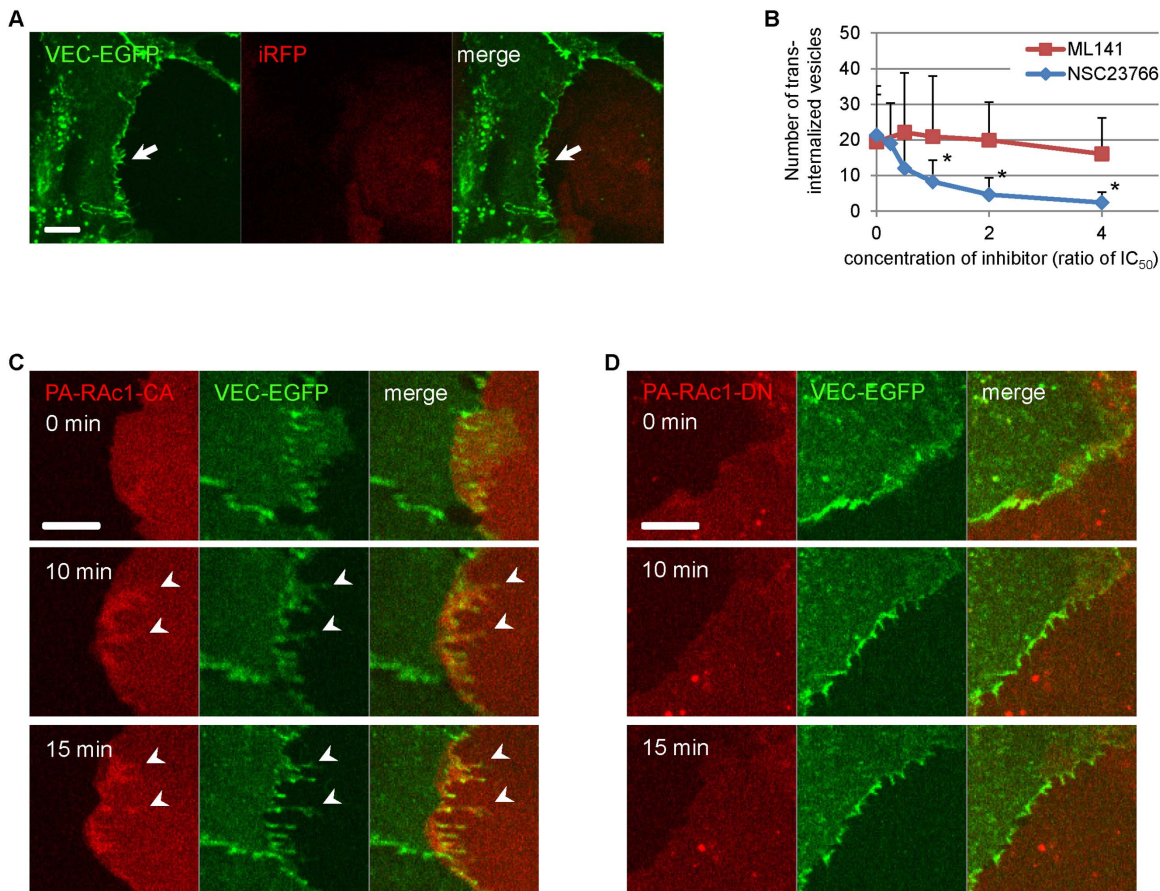 A
VEC-EGFP
iRFP
merge
B
Number of trans-
internalized vesicles
50
40
30
20
10
0
ML141
NSC23766
*
*
*
0
2
4
concentration of inhibitor (ratio of IC50)
C
PA-RAc1-CA
VEC-EGFP
merge
0 min
10 min
15 min
D
PA-RAc1-DN
VEC-EGFP
merge
0 min
10 min
15 min